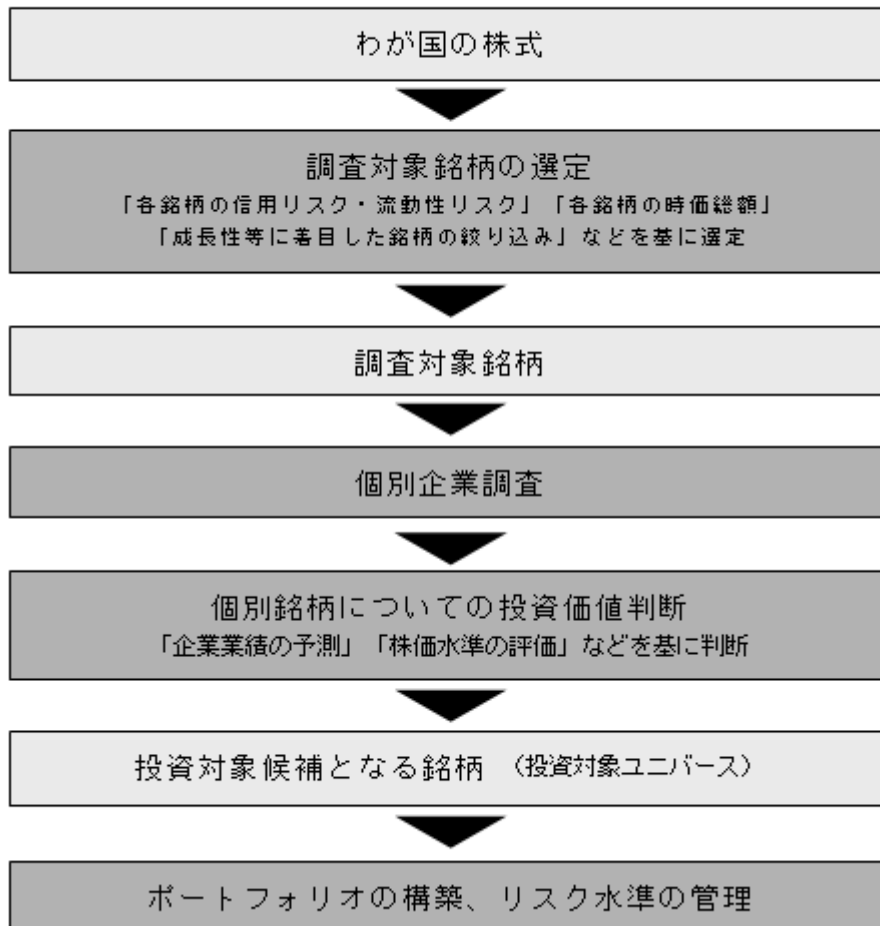 わが国の株式
調査対象銘柄の選定
「各銘柄の信用リスク・流動性リスク」「各銘柄の時価総額」
「成長性等に着目した銘柄の絞り込み」などを基に選定
調査対象銘柄
個別企業調査
個別銘柄についての投資価値判断
「企業業績の予測」「株価水準の評価」などを基に判断
投資対象候補となる銘柄 （投資対象ユニバース）
ポートフォリオの構築、リスク水準の管理